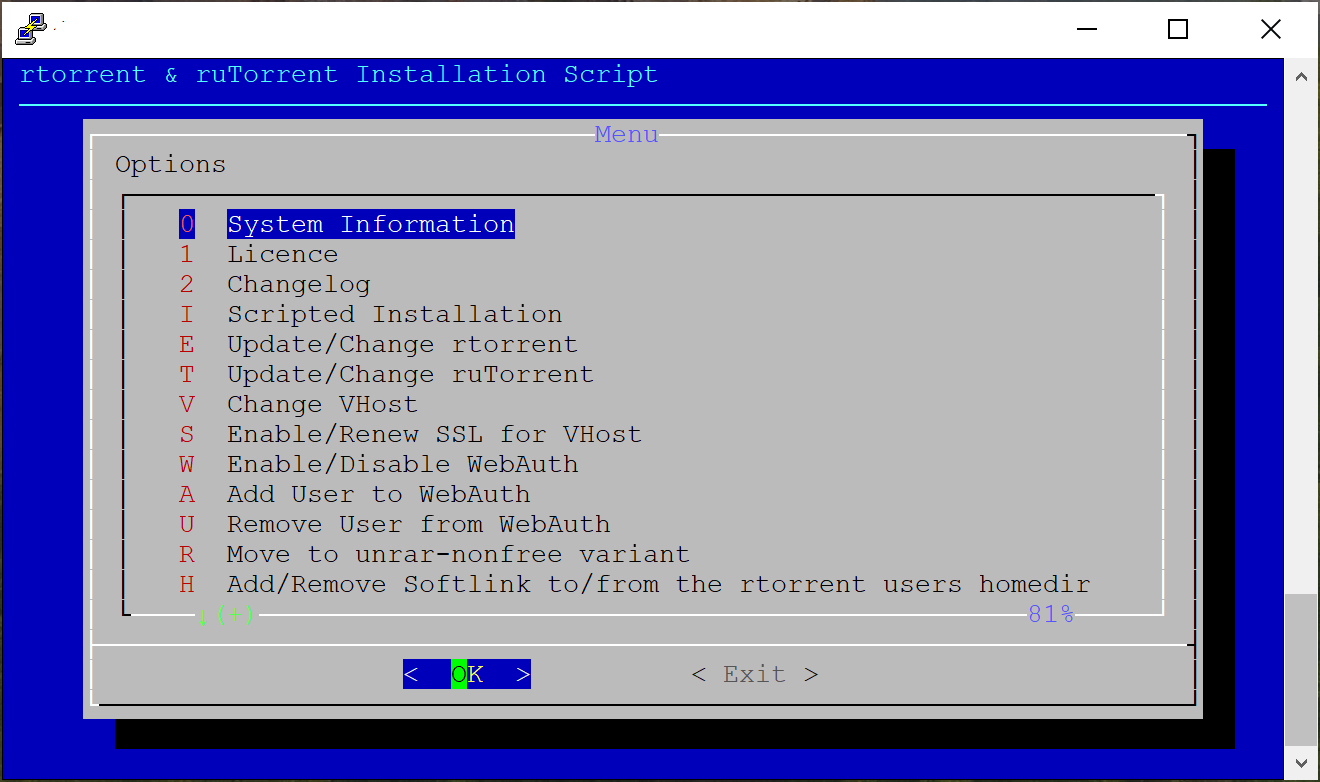 rtorrent & ruTorrent Installation Script
Menu
Options
0 System Information
1 Licence
2 Changelog
I Scripted Installation
E Update/Change rtorrent
T Update/Change ruTorrent
V Change VHost
S Enable/Renew SSL for VHost
W Enable/Disable WebAuth
A Add User to WebAuth
U Remove User from WebAuth
R Move to unrar-nonfree variant
H Add/Remove Softlink to/from the rtorrent users homedir
↓(+) 81%
< OK > < Exit >